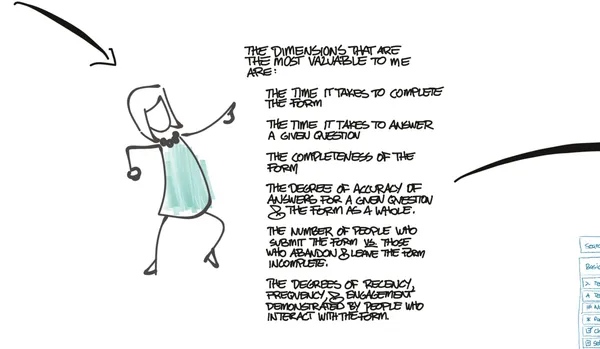 THE DIMENSIONS THAT ARE
THE MOST VALUABLE TO ME
ARE:
THE TIME IT TAKES TO COMPLETE
THE FORM
THE TIME IT TAKES TO ANSWER
A GIVEN QUESTION
THE COMPLETENESS OF THE
FORM
THE DEGREE OF ACCURACY OF
ANSWERS FOR A GIVEN QUESTION
& THE FORM AS A WHOLE.
THE NUMBER OF PEOPLE WHO
SUBMIT THE FORM VS. THOSE
WHO ABANDON & LEAVE THE FORM
INCOMPLETE.
THE DEGREES OF RECENCY,
FREQUENCY, & ENGAGEMENT
DEMONSTRATED BY PEOPLE WHO
INTERACT WITH THE FORM.